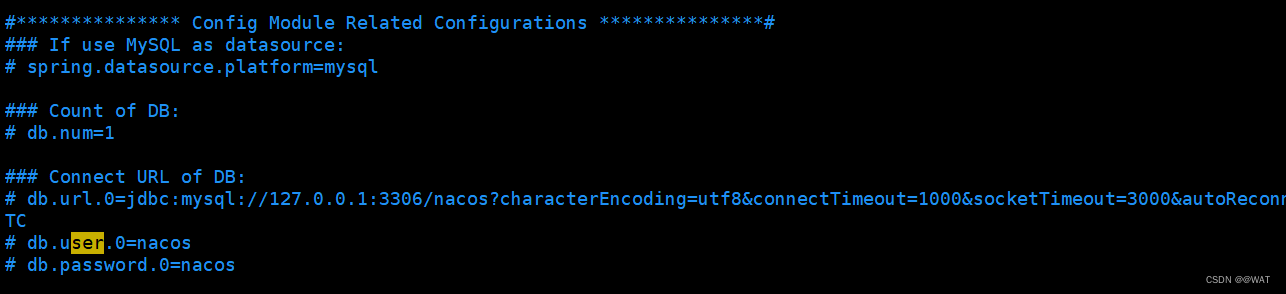 #*************** Config Module Related Configurations ***************#
### If use MySQL as datasource:
# spring.datasource.platform=mysql
### Count of DB:
# db.num=1
### Connect URL of DB:
# db.url.0=jdbc:mysql://127.0.0.1:3306/nacos?characterEncoding=utf8&connectTimeout=1000&socketTimeout=3000&autoReconn
TC
# db.user.0=nacos
# db.password.0=nacos
CSDN @@WAT